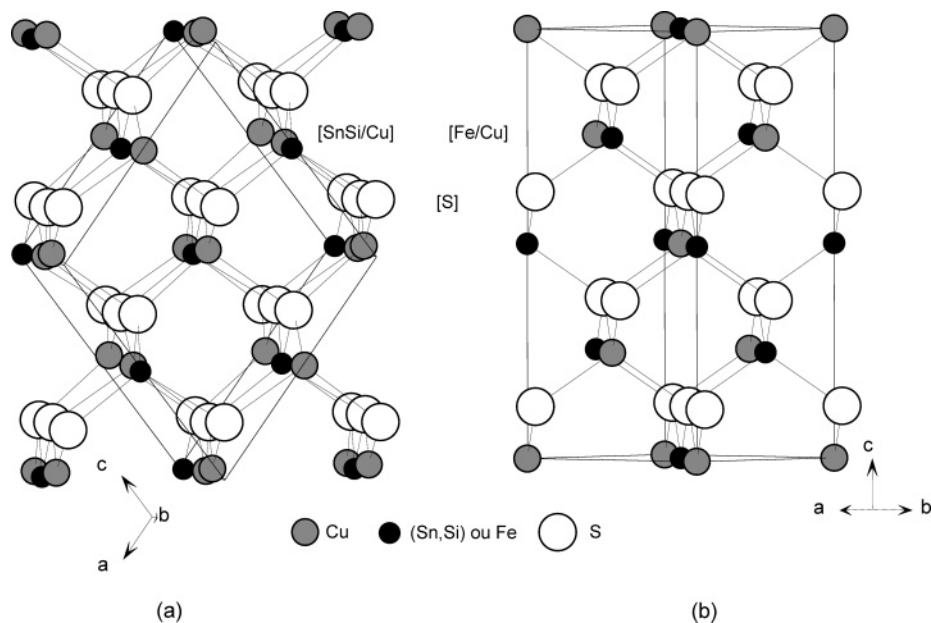 [SnSi/Cu]
[Fe/Cu]
[S]
c
b
a
c
a
b
Cu
(Sn,Si) ou Fe
S
(a)
(b)